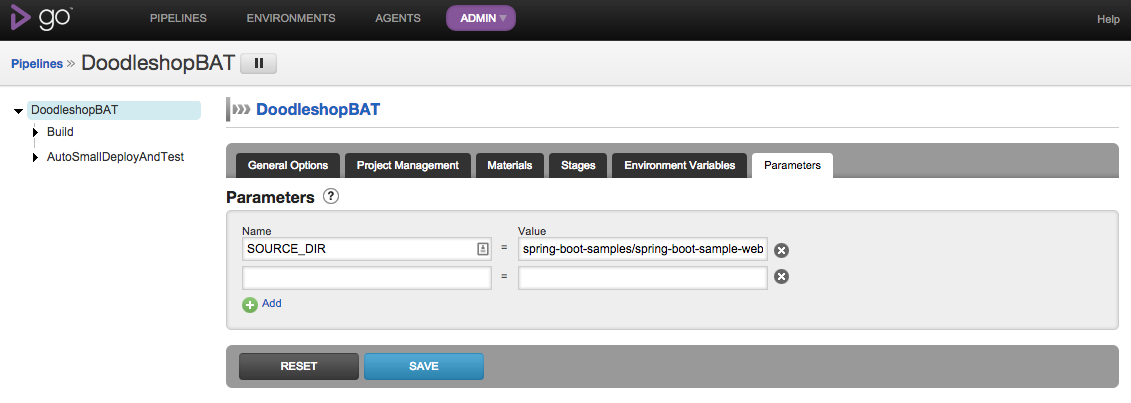 go™ PIPELINES ENVIRONMENTS AGENTS ADMIN ▾ Help
Pipelines » DoodleshopBAT
DoodleshopBAT
Build
AutoSmallDeployAndTest
DoodleshopBAT
General Options Project Management Materials Stages Environment Variables Parameters
Parameters ?
Name Value
SOURCE_DIR = spring-boot-samples/spring-boot-sample-web
=
Add
RESET SAVE